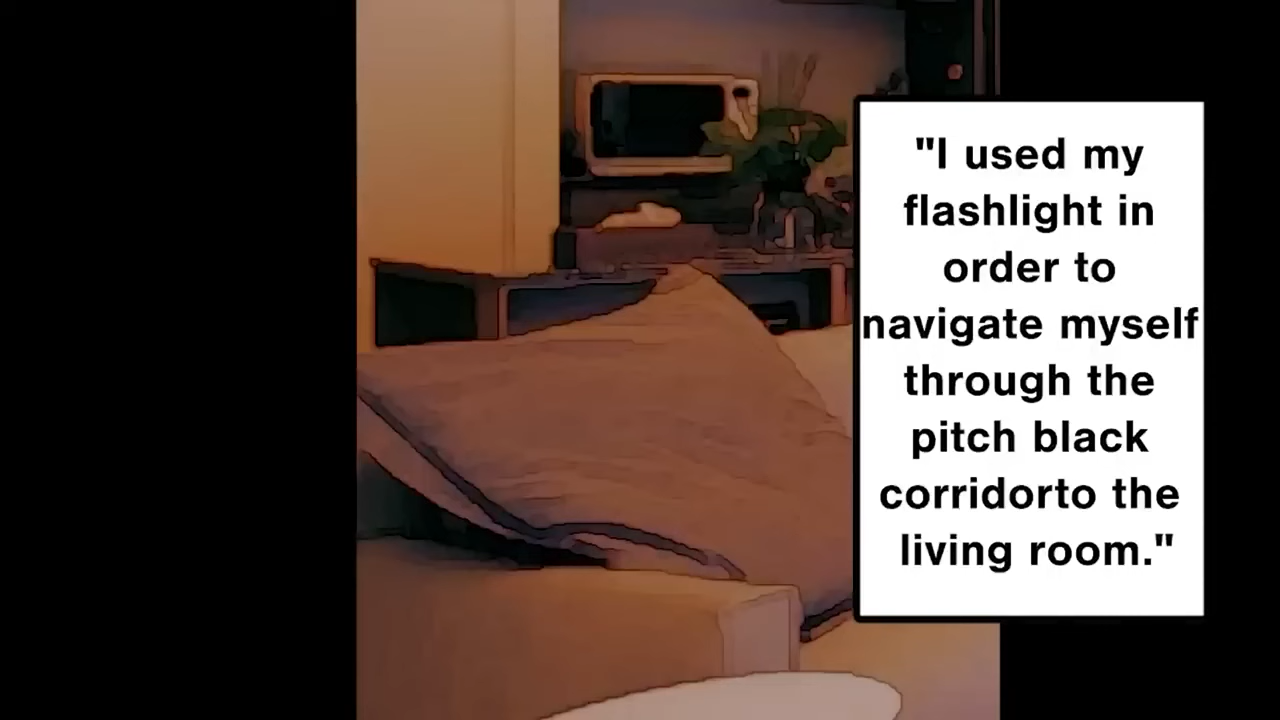 "I used my
flashlight in
order to
navigate myself
through the
pitch black
corridorto the
living room."